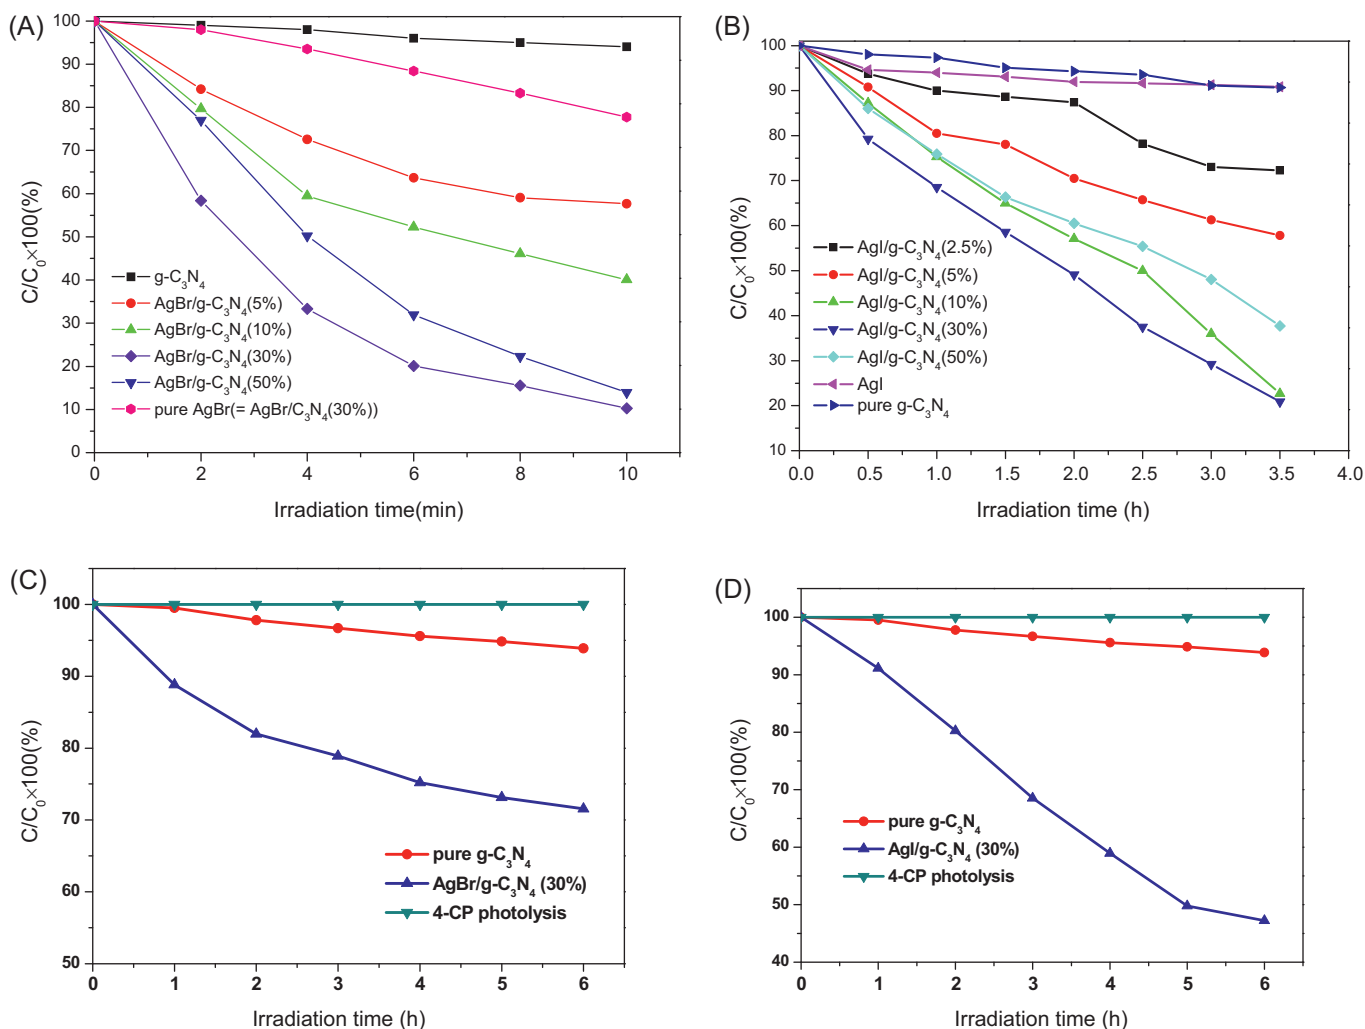 (A)
100
90
80
70
60
50
40
30
20
10
0
C/C₀×100(%)
g-C₃N₄
AgBr/g-C₃N₄(5%)
AgBr/g-C₃N₄(10%)
AgBr/g-C₃N₄(30%)
AgBr/g-C₃N₄(50%)
pure AgBr(= AgBr/C₃N₄(30%))
0 2 4 6 8 10
Irradiation time(min)
(B)
100
90
80
70
60
50
40
30
20
10
C/C₀×100(%)
AgI/g-C₃N₄(2.5%)
AgI/g-C₃N₄(5%)
AgI/g-C₃N₄(10%)
AgI/g-C₃N₄(30%)
AgI/g-C₃N₄(50%)
AgI
pure g-C₃N₄
0.0 0.5 1.0 1.5 2.0 2.5 3.0 3.5 4.0
Irradiation time (h)
(C)
100
90
80
70
60
50
C/C₀×100(%)
pure g-C₃N₄
AgBr/g-C₃N₄ (30%)
4-CP photolysis
0 1 2 3 4 5 6
Irradiation time (h)
(D)
100
90
80
70
60
50
40
C/C₀×100(%)
pure g-C₃N₄
AgI/g-C₃N₄ (30%)
4-CP photolysis
0 1 2 3 4 5 6
Irradiation time (h)